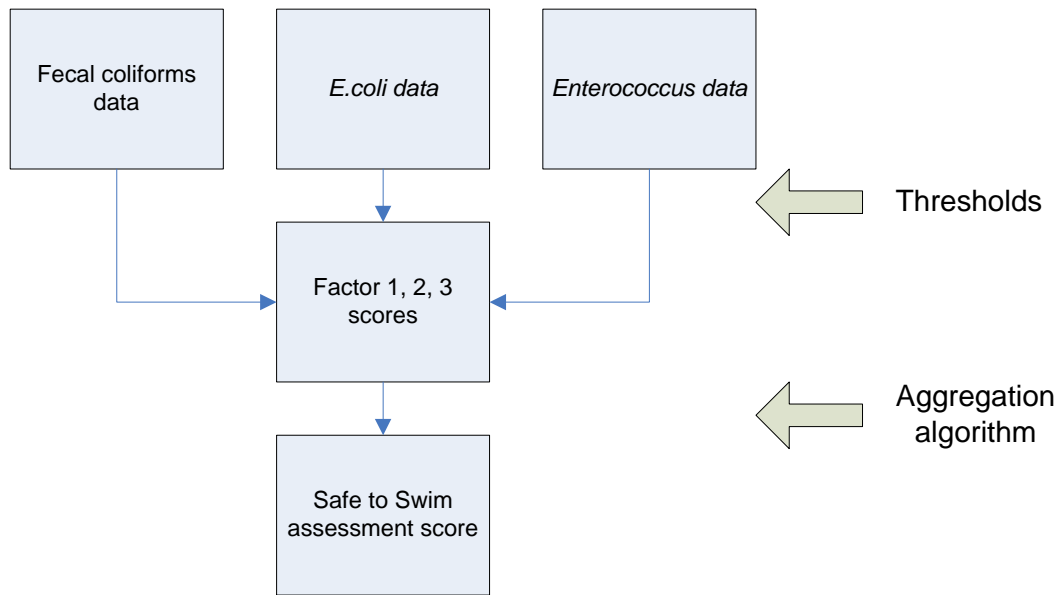 Fecal coliforms
data
E.coli data
Enterococcus data
Thresholds
Factor 1, 2, 3
scores
Aggregation
algorithm
Safe to Swim
assessment score